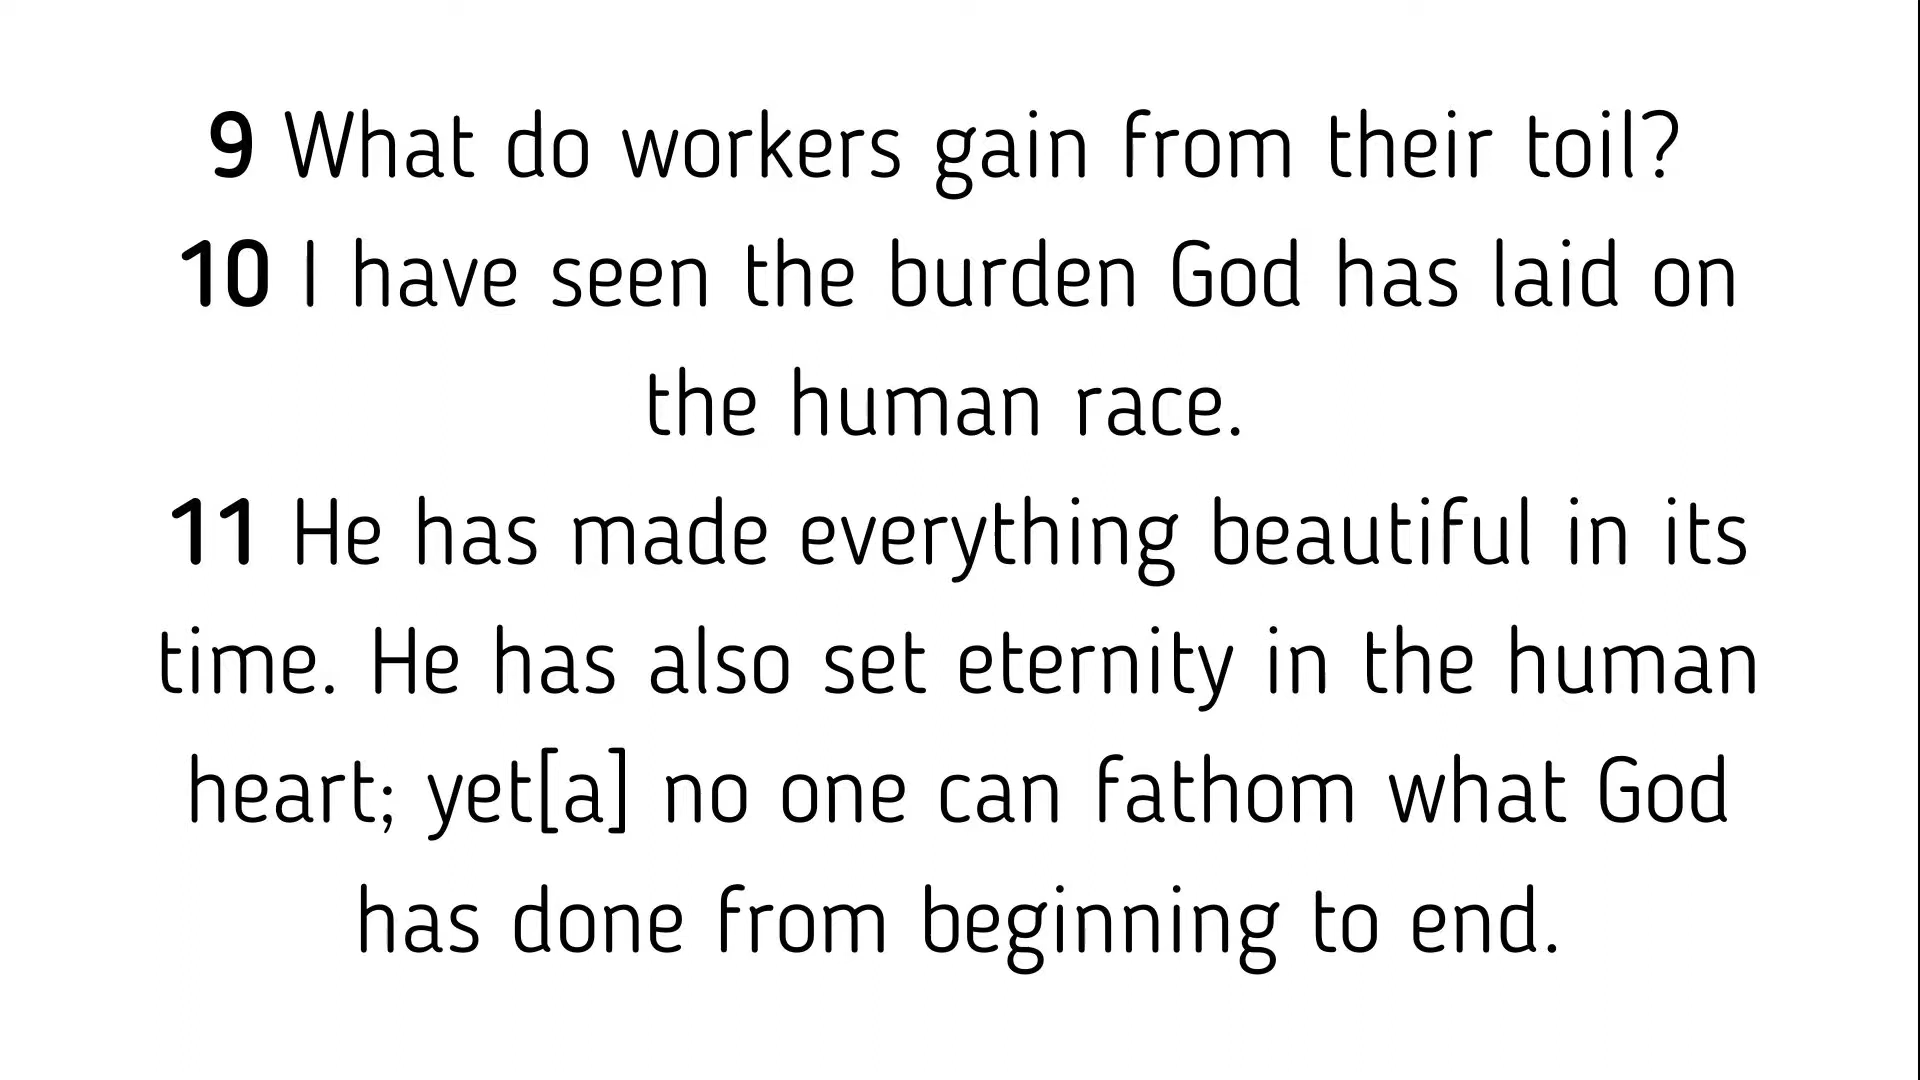 9 What do workers gain from their toil?
10 I have seen the burden God has laid on
the human race.
11 He has made everything beautiful in its
time. He has also set eternity in the human
heart; yet[a] no one can fathom what God
has done from beginning to end.